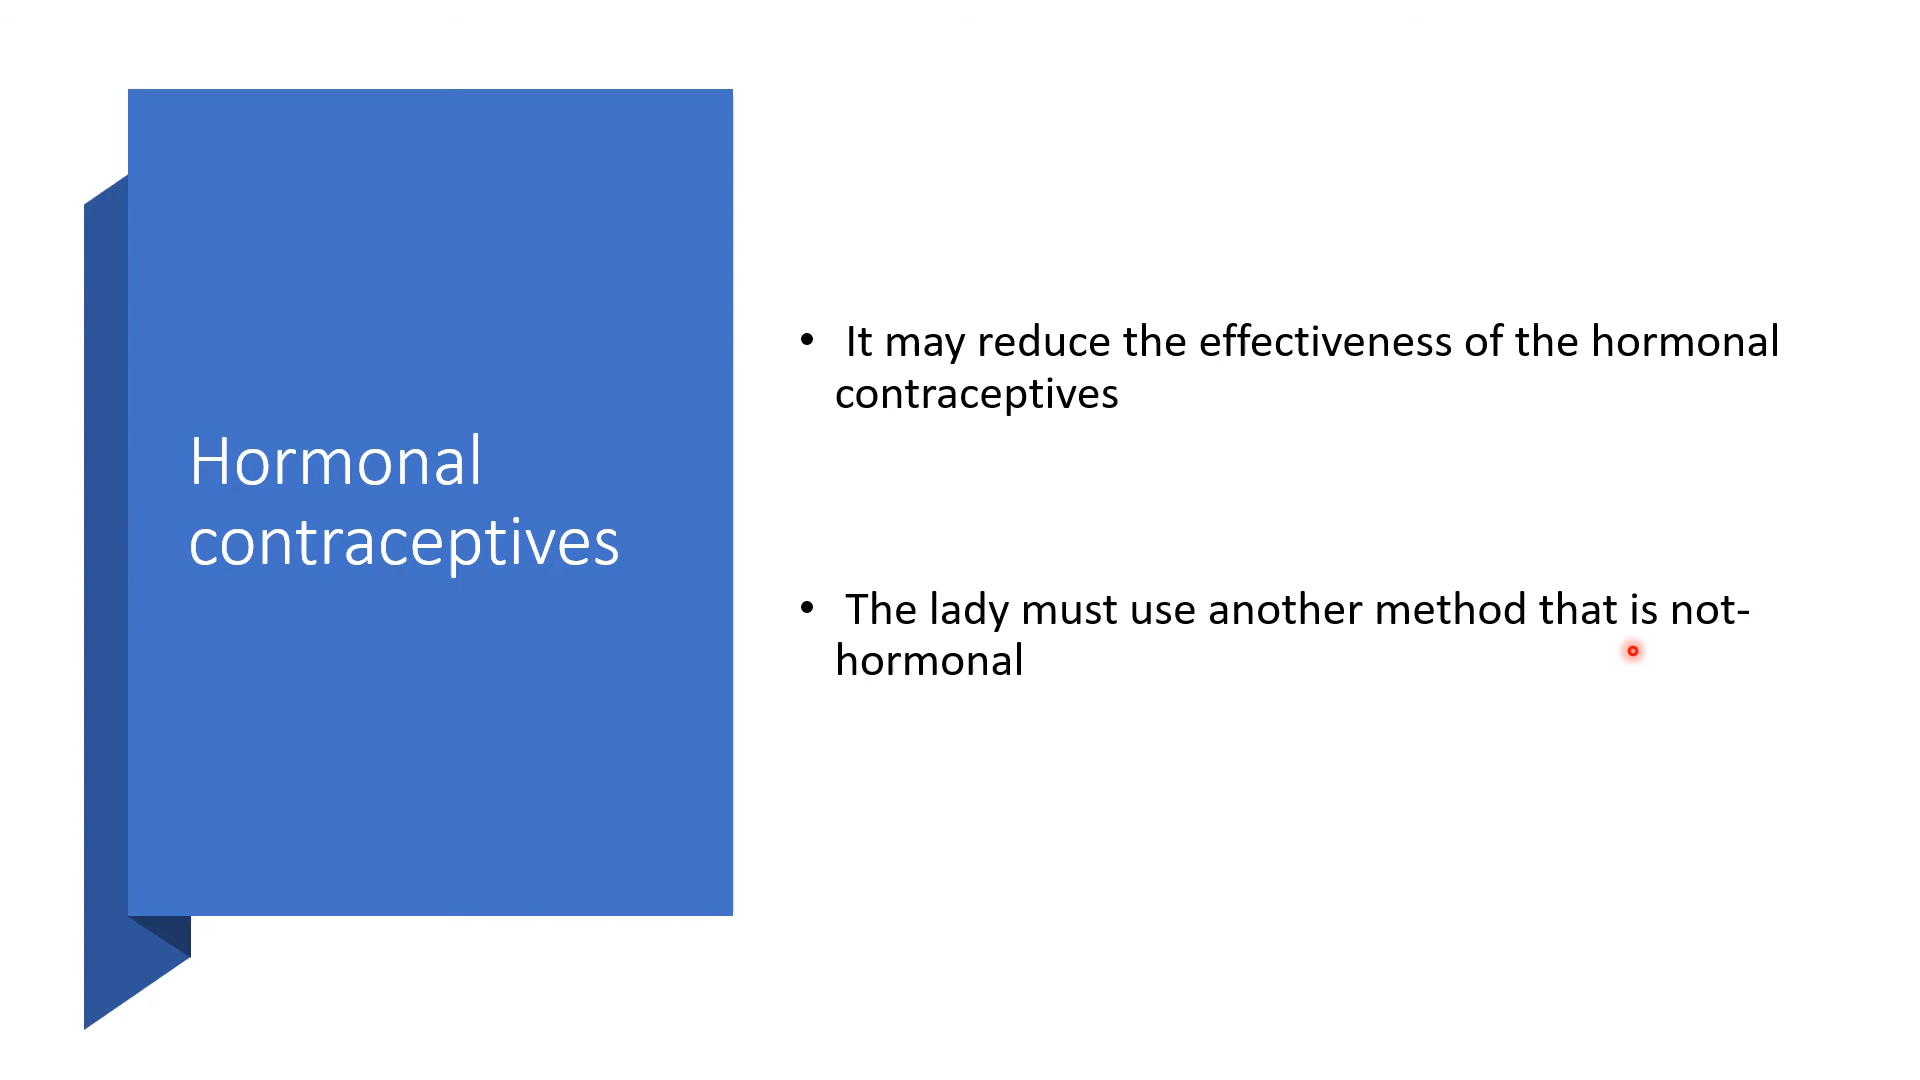 Hormonal
contraceptives
• It may reduce the effectiveness of the hormonal
contraceptives
• The lady must use another method that is not-
hormonal